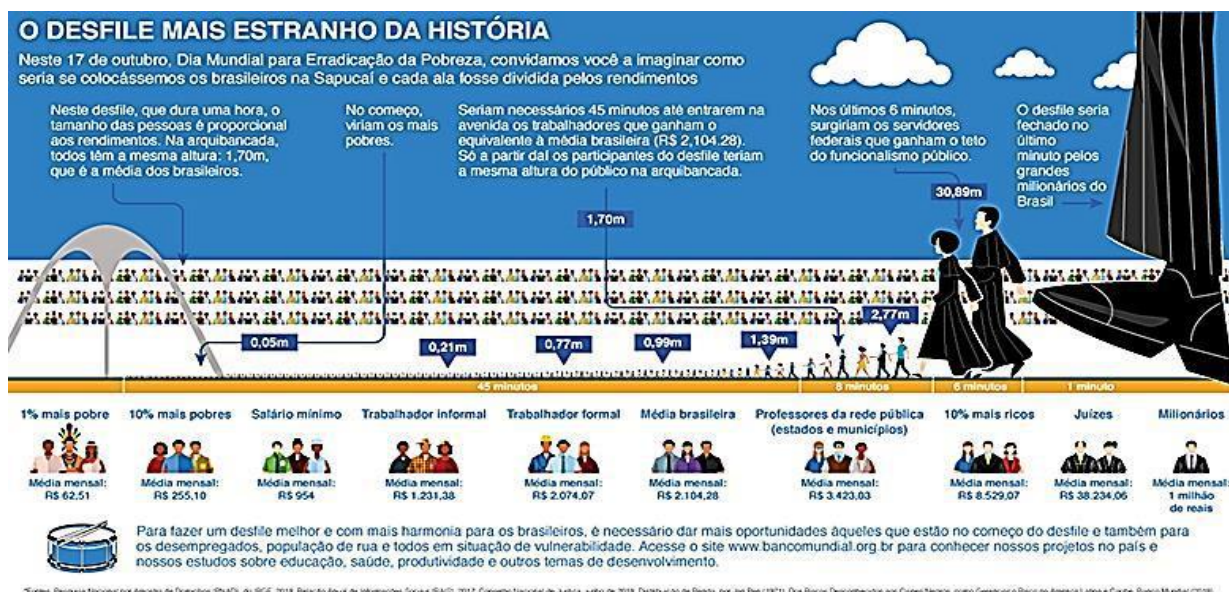 O DESFILE MAIS ESTRANHO DA HISTÓRIA
Neste 17 de outubro, Dia Mundial para Erradicação da Pobreza, convidamos você a imaginar como
seria se colocássemos os brasileiros na Sapucaí e cada ala fosse dividida pelos rendimentos
Neste desfile, que dura uma hora, o
tamanho das pessoas é proporcional
aos rendimentos. Na arquibancada,
todos têm a mesma altura: 1,70m,
que é a média dos brasileiros.
No começo,
viriam os mais
pobres.
Seriam necessários 45 minutos até entrarem na
avenida os trabalhadores que ganham o
equivalente à média brasileira (R$ 2,104.28).
Só a partir daí os participantes do desfile teriam
a mesma altura do público na arquibancada.
Nos últimos 6 minutos,
surgiriam os servidores
federais que ganham o teto
do funcionalismo público.
O desfile seria
fechado no
último
minuto pelos
grandes
milionários do
Brasil
30,89m
1,70m
2,77m
0,05m
0,21m
0,77m
0,99m
1,39m
45 minutos
8 minutos
6 minutos
1 minuto
1% mais pobre
Média mensal:
R$ 62,51
10% mais pobres
Média mensal:
R$ 255,10
Salário mínimo
Média mensal:
R$ 954
Trabalhador informal
Média mensal:
R$ 1.231,38
Trabalhador formal
Média mensal:
R$ 2.074,07
Média brasileira
Média mensal:
R$ 2.104,28
Professores da rede pública
(estados e municípios)
Média mensal:
R$ 3.423,03
10% mais ricos
Média mensal:
R$ 8.529,07
Juízes
Média mensal:
R$ 38.234,06
Milionários
Média mensal:
1 milhão
de reais
Para fazer um desfile melhor e com mais harmonia para os brasileiros, é necessário dar mais oportunidades àqueles que estão no começo do desfile e também para
os desempregados, população de rua e todos em situação de vulnerabilidade. Acesse o site www.bancomundial.org.br para conhecer nossos projetos no país e
nossos estudos sobre educação, saúde, produtividade e outros temas de desenvolvimento.